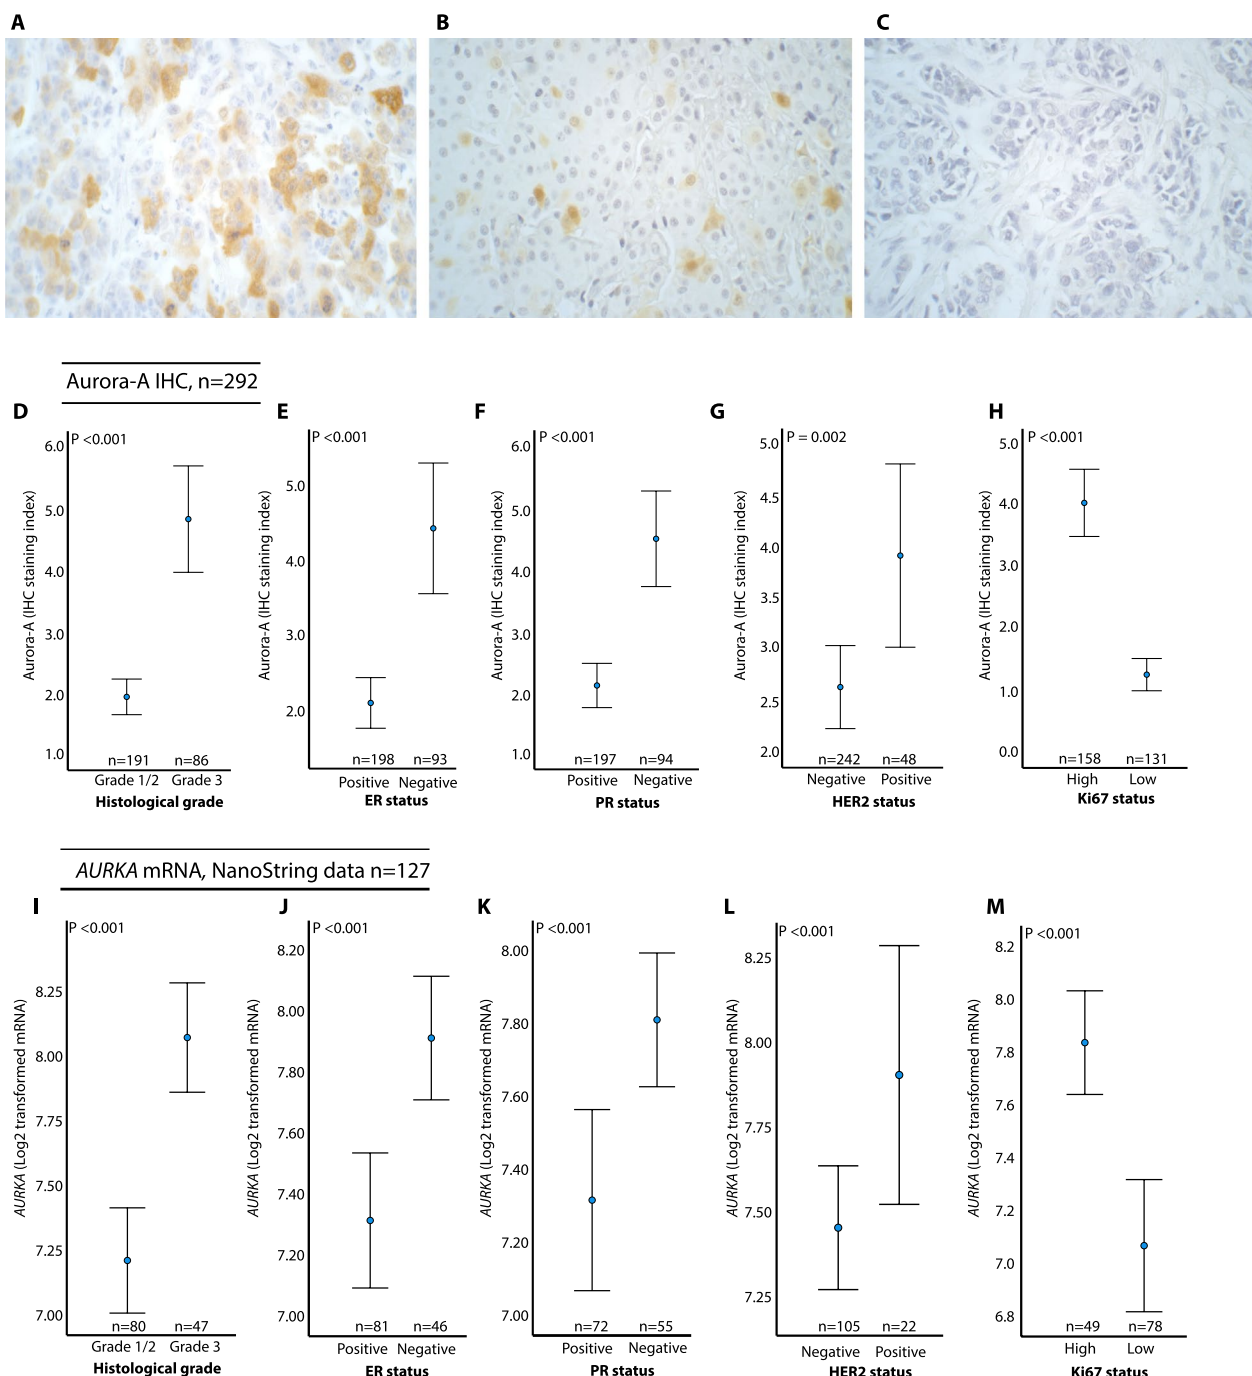 A
B
C
Aurora-A IHC, n=292
D
P <0.001
Aurora-A (IHC staining index)
6.0
5.0
4.0
3.0
2.0
1.0
n=191 n=86
Grade 1/2 Grade 3
Histological grade
E
P <0.001
Aurora-A (IHC staining index)
5.0
4.0
3.0
2.0
n=198 n=93
Positive Negative
ER status
F
P <0.001
Aurora-A (IHC staining index)
6.0
5.0
4.0
3.0
2.0
1.0
n=197 n=94
Positive Negative
PR status
G
P = 0.002
Aurora-A (IHC staining index)
5.0
4.5
4.0
3.5
3.0
2.5
2.0
n=242 n=48
Negative Positive
HER2 status
H
P <0.001
Aurora-A (IHC staining index)
5.0
4.0
3.0
2.0
1.0
0.0
n=158 n=131
High Low
Ki67 status
AURKA mRNA, NanoString data n=127
I
P <0.001
AURKA (Log2 transformed mRNA)
8.25
8.00
7.75
7.50
7.25
7.00
n=80 n=47
Grade 1/2 Grade 3
Histological grade
J
P <0.001
AURKA (Log2 transformed mRNA)
8.20
8.00
7.80
7.60
7.40
7.20
7.00
n=81 n=46
Positive Negative
ER status
K
P <0.001
AURKA (Log2 transformed mRNA)
8.00
7.80
7.60
7.40
7.20
7.00
n=72 n=55
Positive Negative
PR status
L
P <0.001
AURKA (Log2 transformed mRNA)
8.25
8.00
7.75
7.50
7.25
n=105 n=22
Negative Positive
HER2 status
M
P <0.001
AURKA (Log2 transformed mRNA)
8.2
8.0
7.8
7.6
7.4
7.2
7.0
6.8
n=49 n=78
High Low
Ki67 status